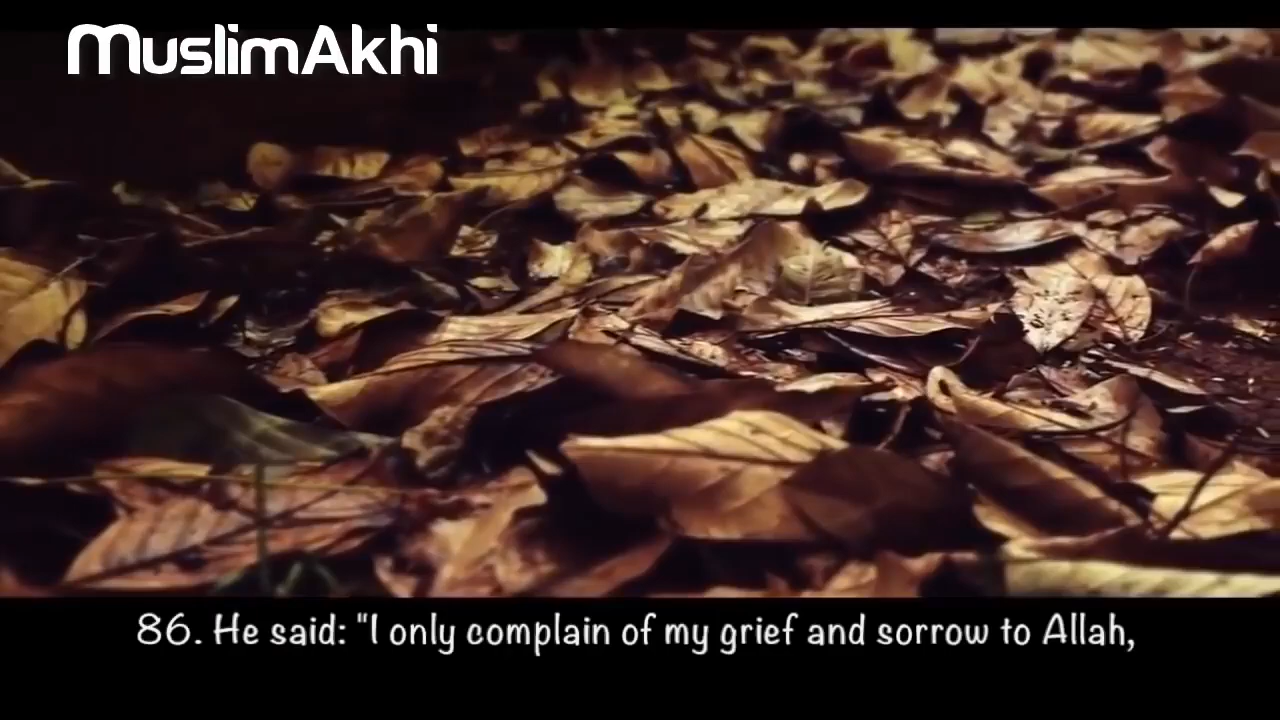 MuslimAkhi
86. He said: "I only complain of my grief and sorrow to Allah,